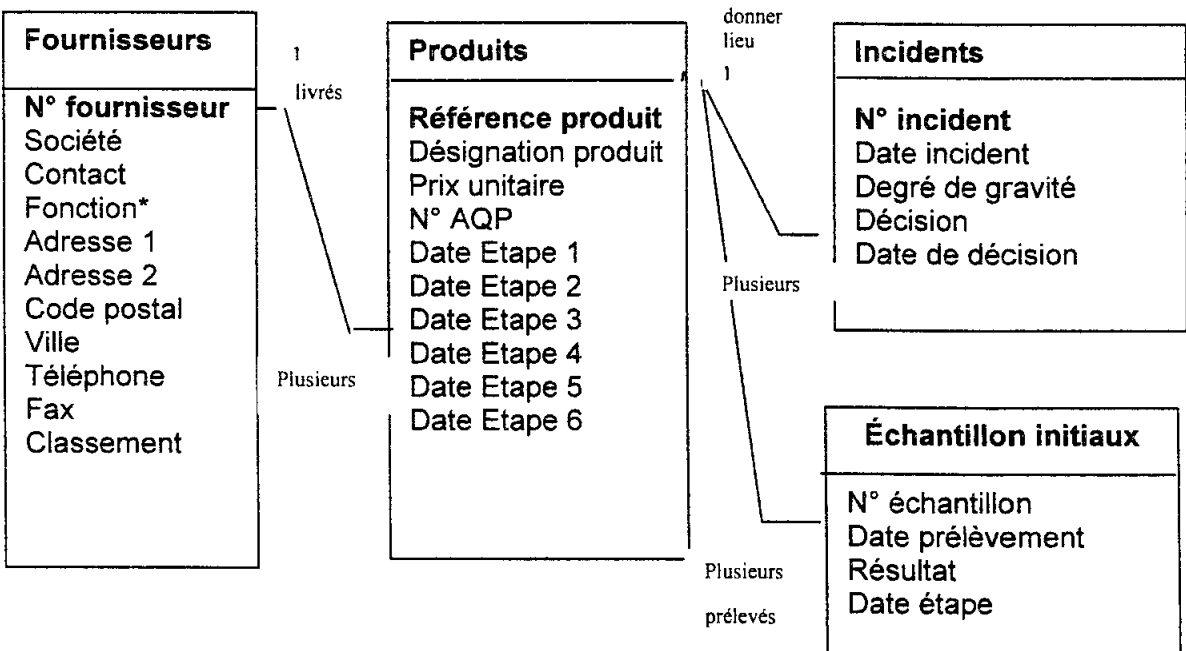 Fournisseurs
N° fournisseur
Société
Contact
Fonction*
Adresse 1
Adresse 2
Code postal
Ville
Téléphone
Fax
Classement
1
livrés
Plusieurs
Produits
Référence produit
Désignation produit
Prix unitaire
N° AQP
Date Etape 1
Date Etape 2
Date Etape 3
Date Etape 4
Date Etape 5
Date Etape 6
donner
lieu
1
1
Plusieurs
Plusieurs
prélevés
Incidents
N° incident
Date incident
Degré de gravité
Décision
Date de décision
Échantillon initiaux
N° échantillon
Date prélèvement
Résultat
Date étape